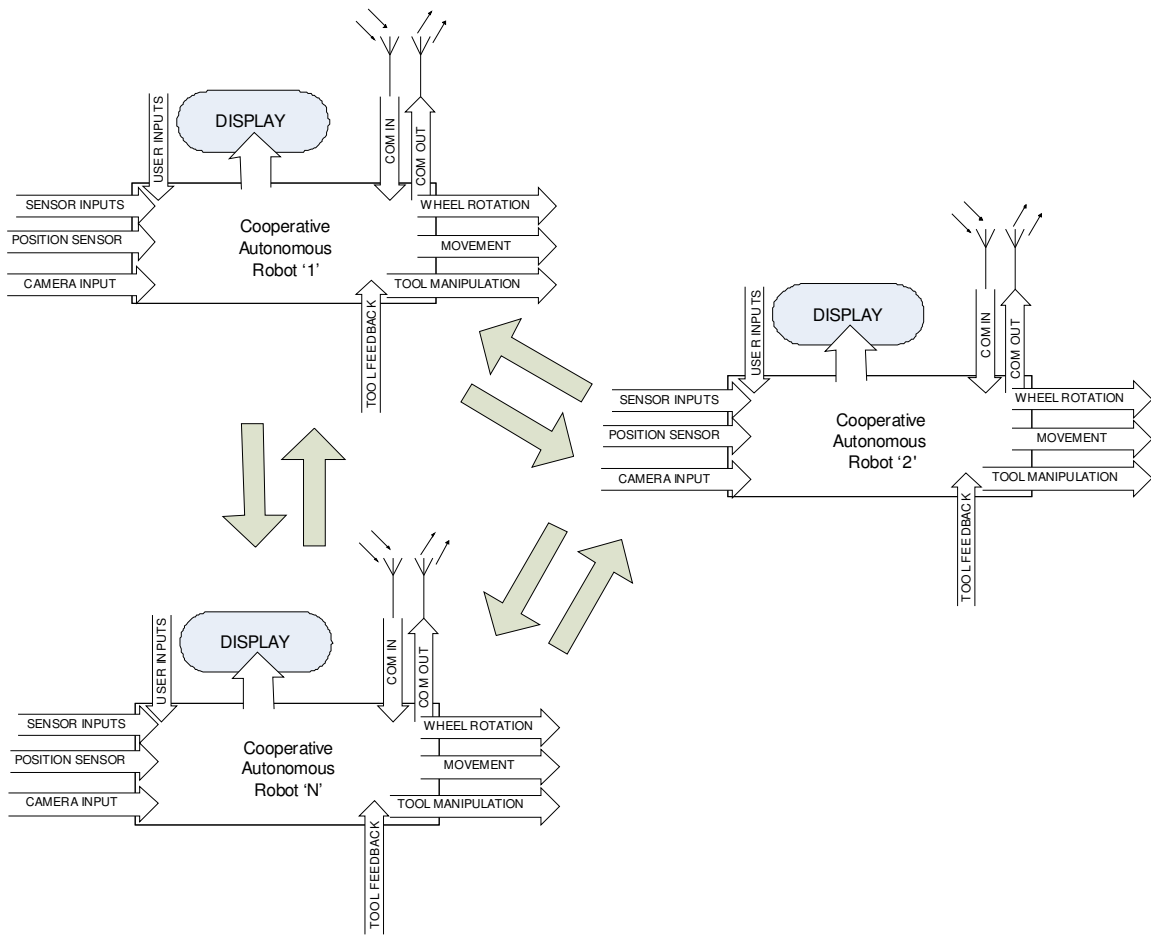 DISPLAY
USER INPUTS
COM IN
COM OUT
SENSOR INPUTS
POSITION SENSOR
CAMERA INPUT
Cooperative
Autonomous
Robot ‘1’
WHEEL ROTATION
MOVEMENT
TOOL MANIPULATION
TOOL FEEDBACK
DISPLAY
USER INPUTS
COM IN
COM OUT
SENSOR INPUTS
POSITION SENSOR
CAMERA INPUT
Cooperative
Autonomous
Robot ‘2’
WHEEL ROTATION
MOVEMENT
TOOL MANIPULATION
TOOL FEEDBACK
DISPLAY
USER INPUTS
COM IN
COM OUT
SENSOR INPUTS
POSITION SENSOR
CAMERA INPUT
Cooperative
Autonomous
Robot ‘N’
WHEEL ROTATION
MOVEMENT
TOOL MANIPULATION
TOOL FEEDBACK